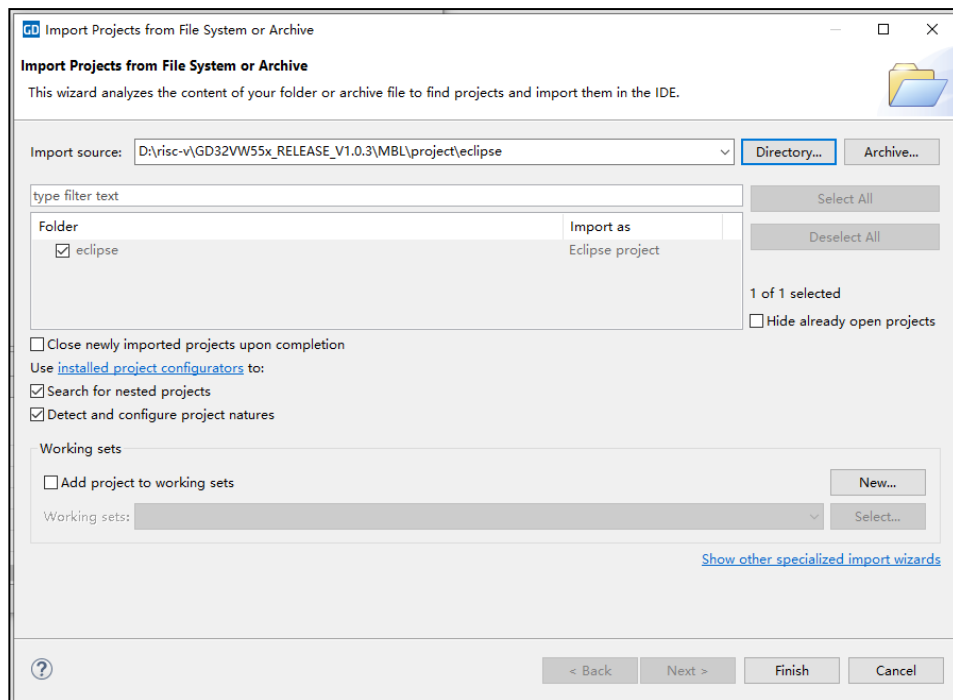 GD Import Projects from File System or Archive
Import Projects from File System or Archive
This wizard analyzes the content of your folder or archive file to find projects and import them in the IDE.
Import source: D:\risc-v\GD32VW55x_RELEASE_V1.0.3\MBL\project\eclipse Directory... Archive...
type filter text Select All
Folder Import as
Deselect All
eclipse Eclipse project
1 of 1 selected
Hide already open projects
Close newly imported projects upon completion
Use installed project configurators to:
Search for nested projects
Detect and configure project natures
Working sets
Add project to working sets New...
Working sets: Select...
Show other specialized import wizards
? < Back Next > Finish Cancel